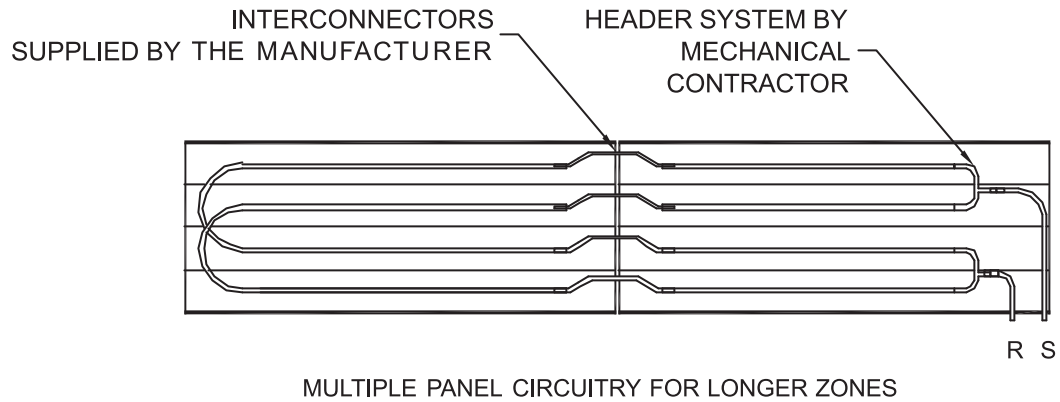 INTERCONNECTORS
SUPPLIED BY THE MANUFACTURER
HEADER SYSTEM BY
MECHANICAL
CONTRACTOR
R S
MULTIPLE PANEL CIRCUITRY FOR LONGER ZONES